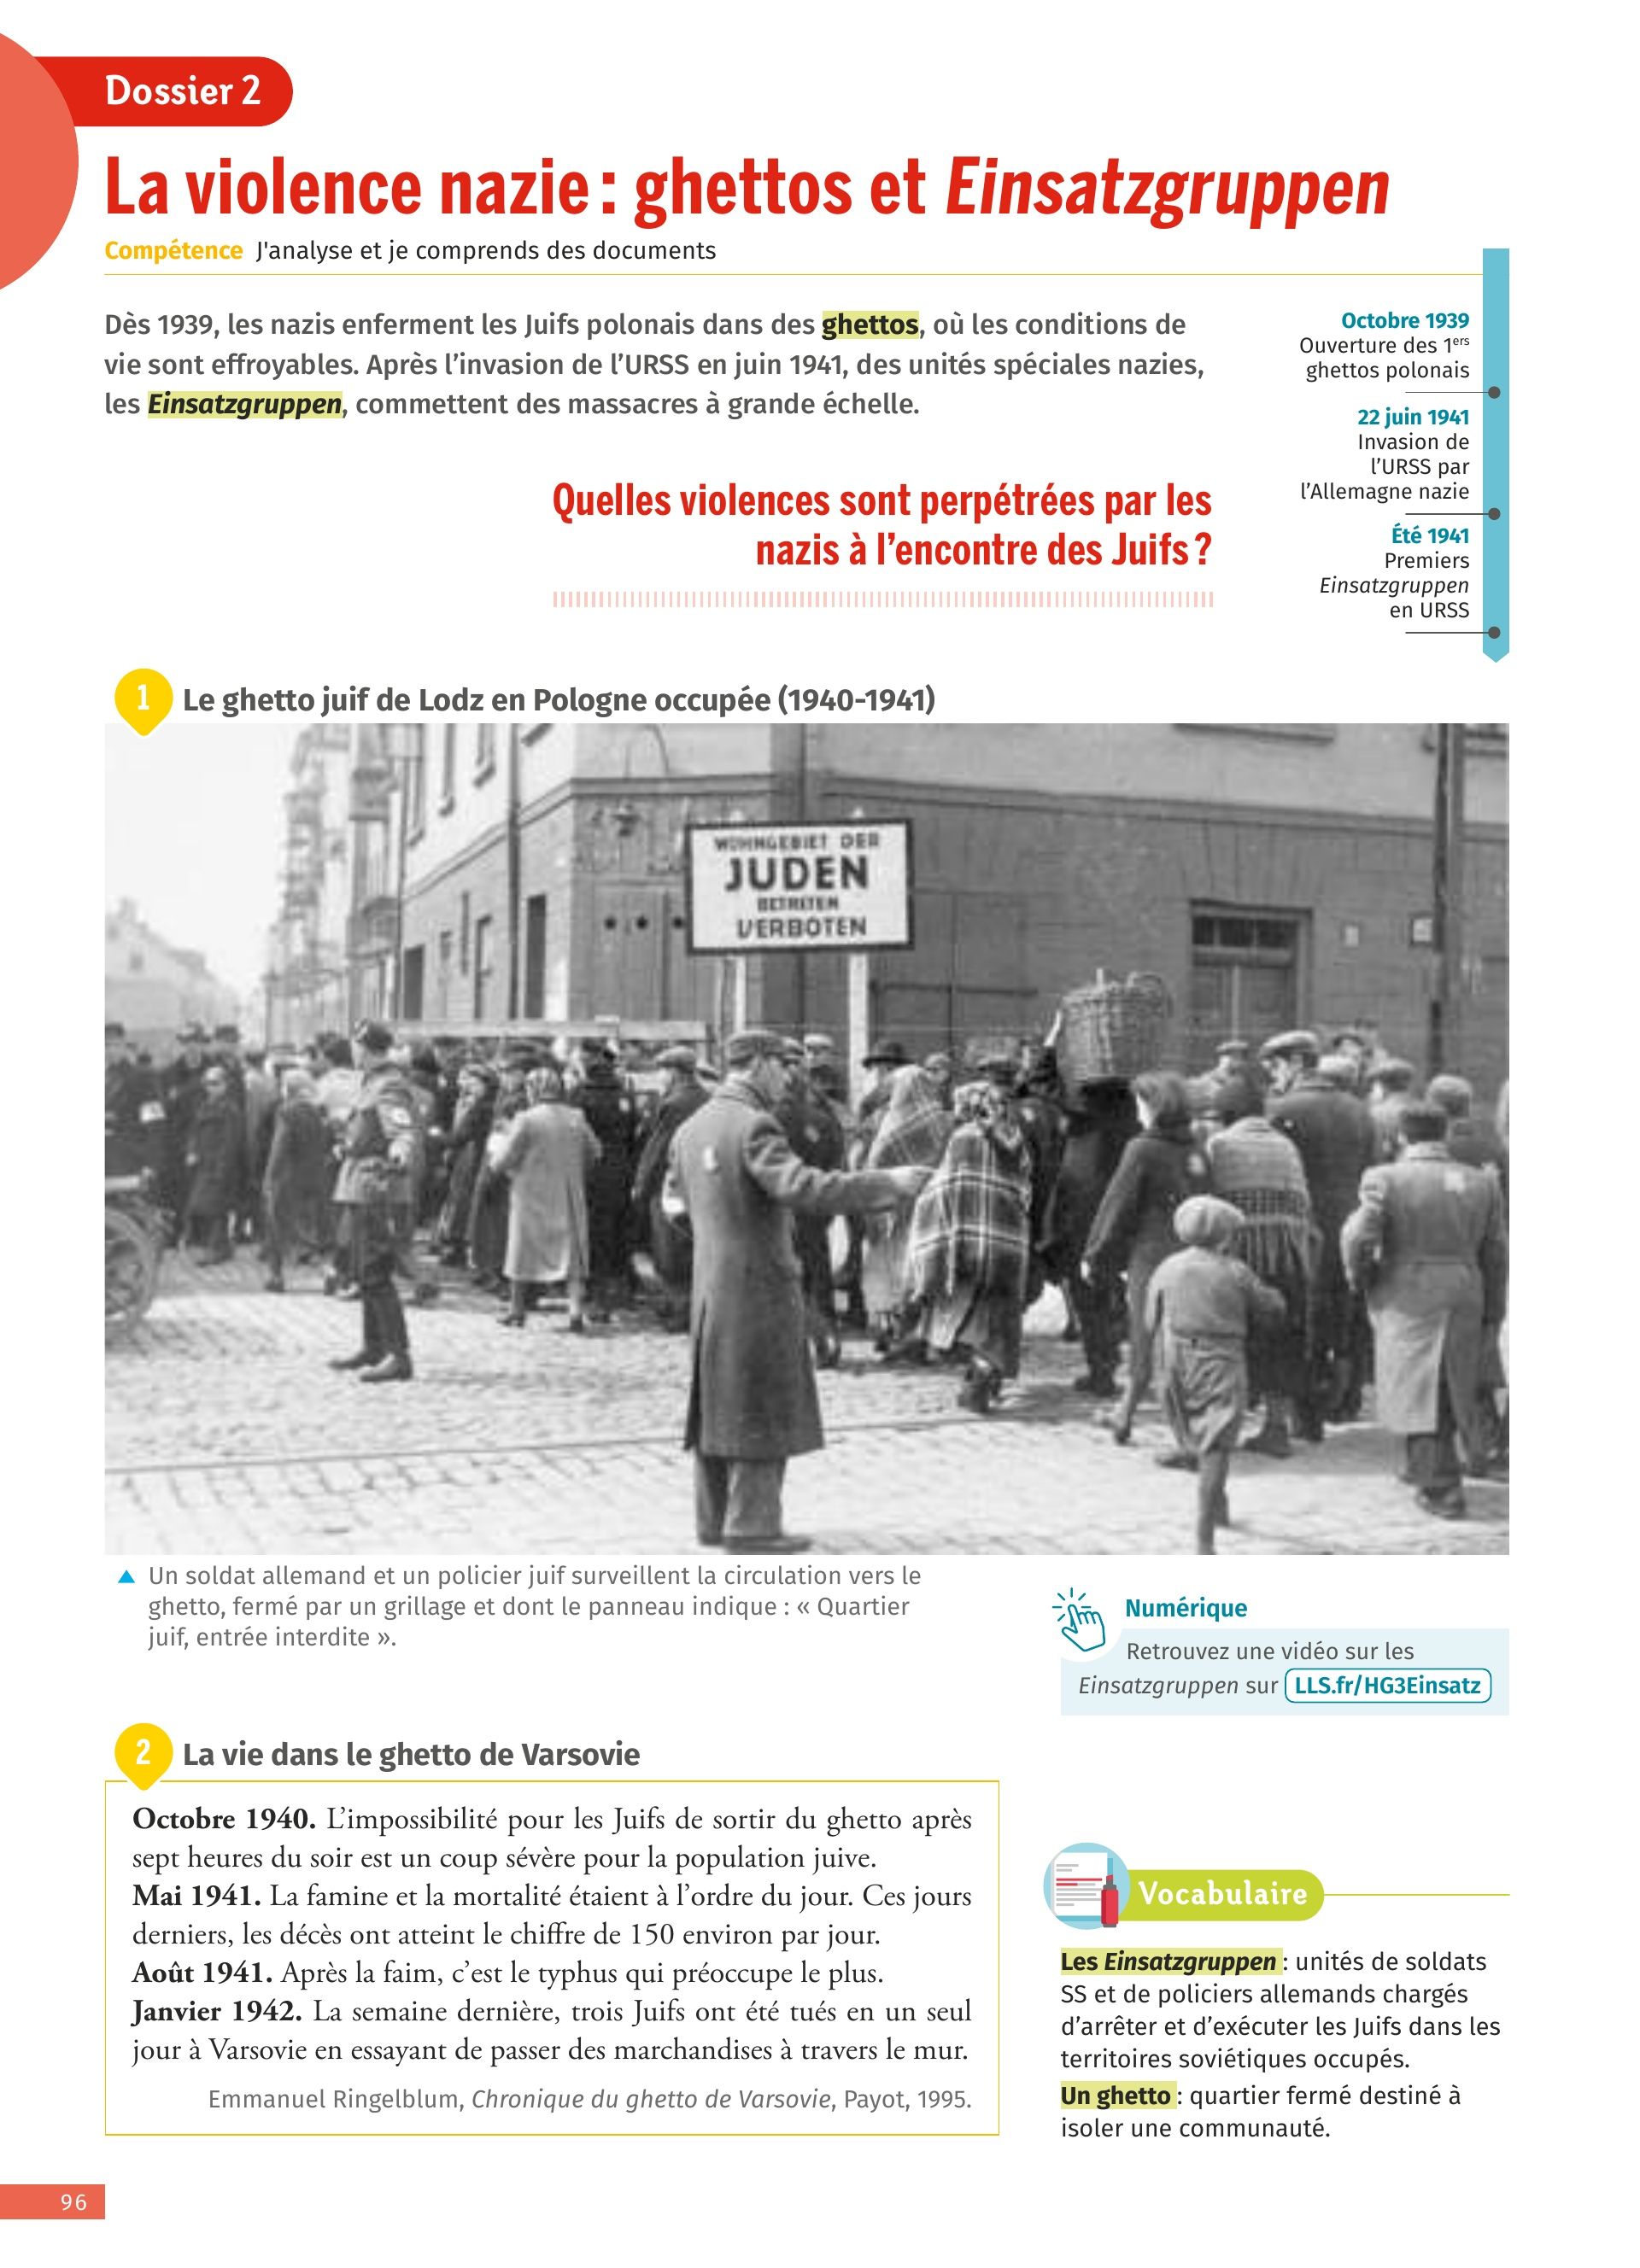 Dossier 2
La violence nazie : ghettos et Einsatzgruppen
Compétence J'analyse et je comprends des documents
Dès 1939, les nazis enferment les Juifs polonais dans des ghettos, où les conditions de
vie sont effroyables. Après l'invasion de l'URSS en juin 1941, des unités spéciales nazies,
les Einsatzgruppen, commettent des massacres à grande échelle.
Octobre 1939
Ouverture des 1ers
ghettos polonais
22 juin 1941
Invasion de
l'URSS par
l'Allemagne nazie
Été 1941
Premiers
Einsatzgruppen
en URSS
Quelles violences sont perpétrées par les
nazis à l'encontre des Juifs ?
1 Le ghetto juif de Lodz en Pologne occupée (1940-1941)
WOHNGEBIET DER
JUDEN
BETRETEN
VERBOTEN
Un soldat allemand et un policier juif surveillent la circulation vers le
ghetto, fermé par un grillage et dont le panneau indique : « Quartier
juif, entrée interdite ».
Numérique
Retrouvez une vidéo sur les
Einsatzgruppen sur LLS.fr/HG3Einsatz
2 La vie dans le ghetto de Varsovie
Octobre 1940. L'impossibilité pour les Juifs de sortir du ghetto après
sept heures du soir est un coup sévère pour la population juive.
Mai 1941. La famine et la mortalité étaient à l'ordre du jour. Ces jours
derniers, les décès ont atteint le chiffre de 150 environ par jour.
Août 1941. Après la faim, c'est le typhus qui préoccupe le plus.
Janvier 1942. La semaine dernière, trois Juifs ont été tués en un seul
jour à Varsovie en essayant de passer des marchandises à travers le mur.
Emmanuel Ringelblum, Chronique du ghetto de Varsovie, Payot, 1995.
Vocabulaire
Les Einsatzgruppen : unités de soldats
SS et de policiers allemands chargés
d'arrêter et d'exécuter les Juifs dans les
territoires soviétiques occupés.
Un ghetto : quartier fermé destiné à
isoler une communauté.
96